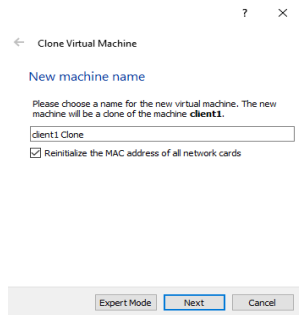 ?
Clone Virtual Machine
New machine name
Please choose a name for the new virtual machine. The new
machine will be a clone of the machine client1.
client1 Clone
Reinitialize the MAC address of all network cards
Expert Mode Next Cancel